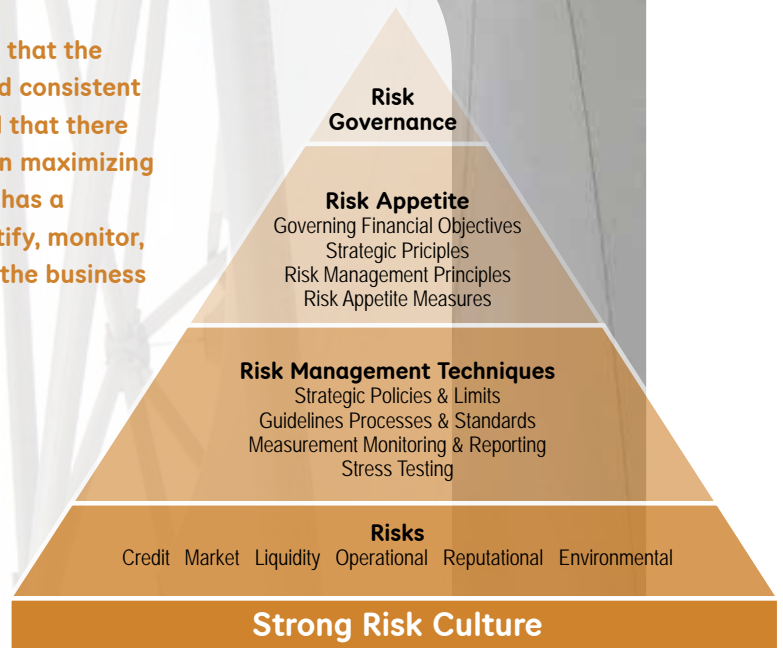 that the
d consistent
that there
n maximizing
has a
tify, monitor,
the business
Risk
Governance
Risk Appetite
Governing Financial Objectives
Strategic Priciples
Risk Management Principles
Risk Appetite Measures
Risk Management Techniques
Strategic Policies & Limits
Guidelines Processes & Standards
Measurement Monitoring & Reporting
Stress Testing
Risks
Credit Market Liquidity Operational Reputational Environmental
Strong Risk Culture